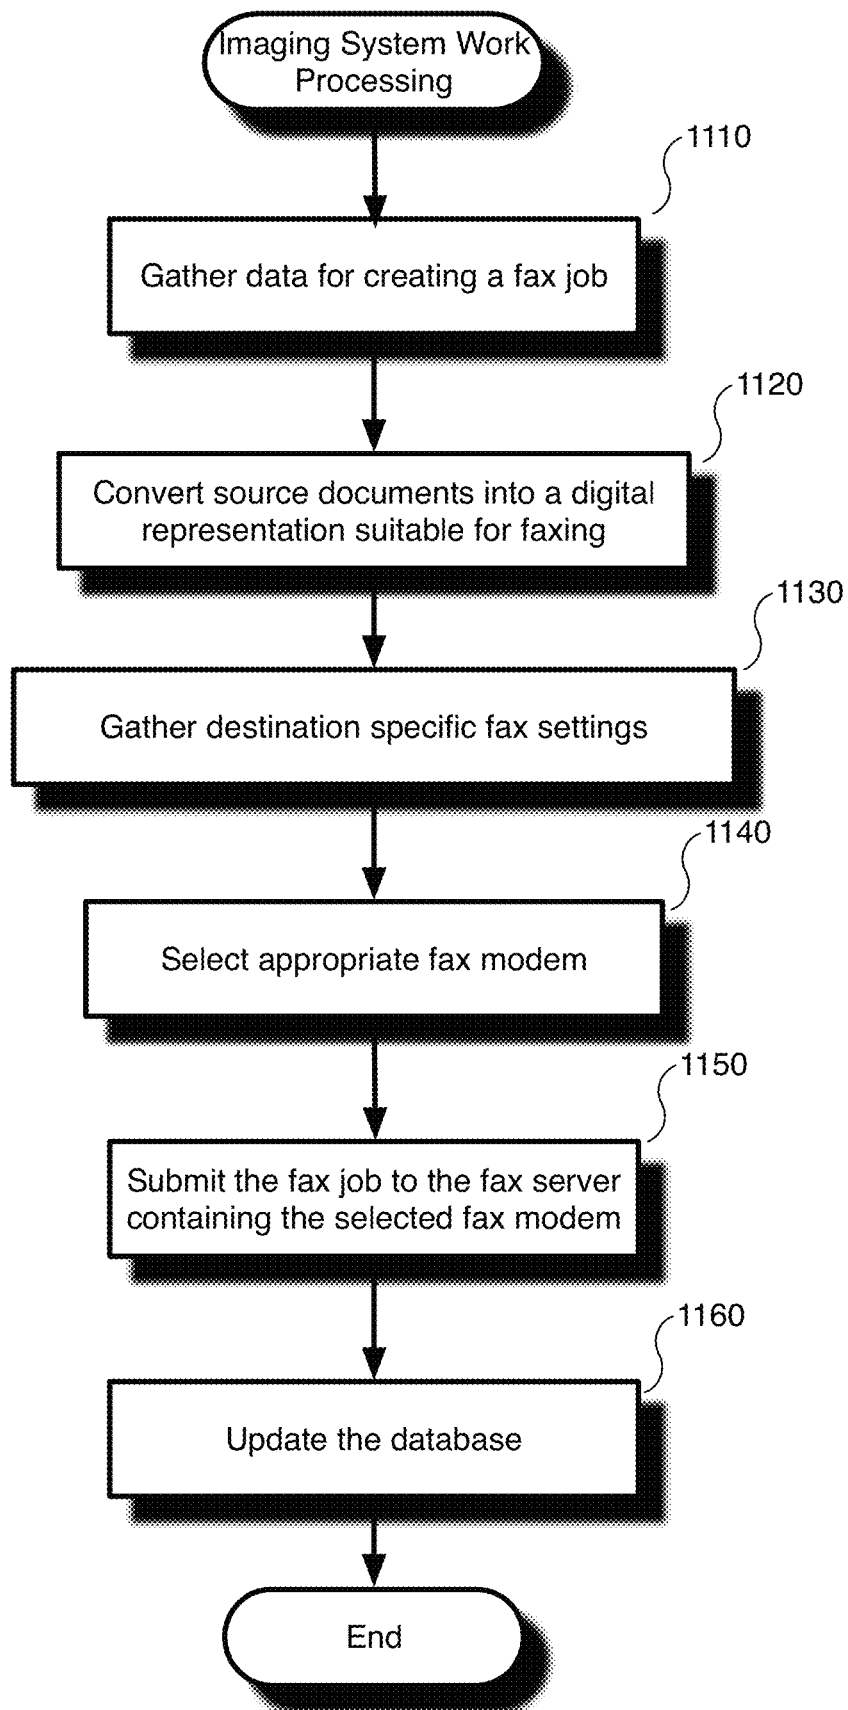 Imaging System Work
Processing
1110
Gather data for creating a fax job
1120
Convert source documents into a digital
representation suitable for faxing
1130
Gather destination specific fax settings
1140
Select appropriate fax modem
1150
Submit the fax job to the fax server
containing the selected fax modem
1160
Update the database
End